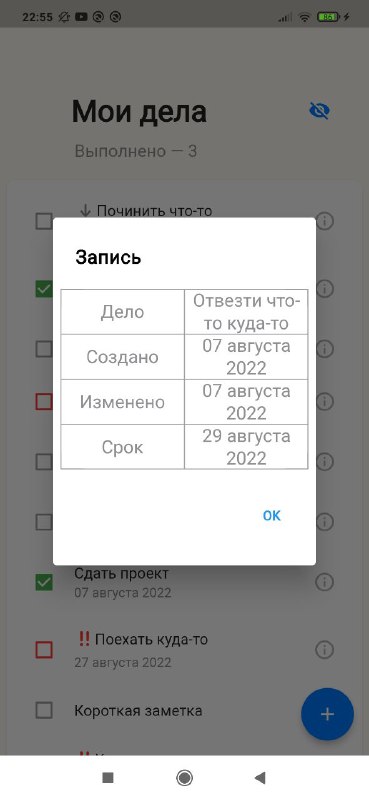 22:55
86
Мои дела
Выполнено — 3
Починить что-то
Запись
Дело
Отвезти что-
то куда-то
Создано
07 августа
2022
Изменено
07 августа
2022
Срок
29 августа
2022
ОК
Сдать проект
07 августа 2022
!! Поехать куда-то
27 августа 2022
Короткая заметка